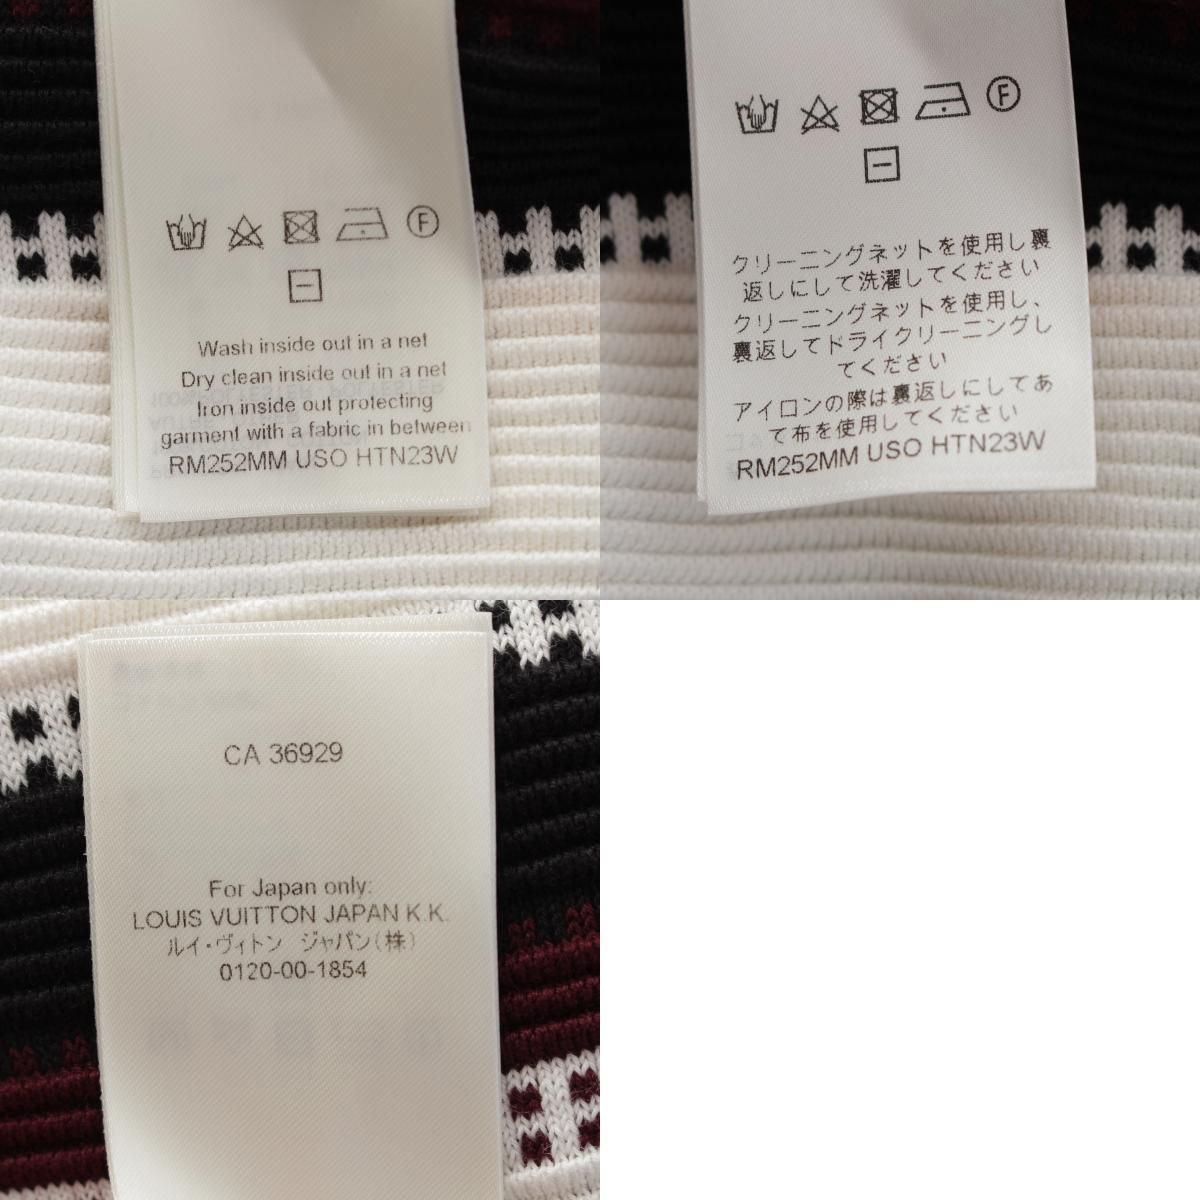 F
Wash inside out in a net
Dry clean inside out in a net
Iron inside out protecting
garment with a fabric in between
RM252MM USO HTN23W
F
クリーニングネットを使用し裏
返しにして洗濯してください
クリーニングネットを使用し、
裏返してドライクリーニングし
てください
アイロンの際は裏返しにしてあ
て布を使用してください
RM252MM USO HTN23W
CA 36929
For Japan only:
LOUIS VUITTON JAPAN K.K.
ルイ・ヴィトン ジャパン(株)
0120-00-1854